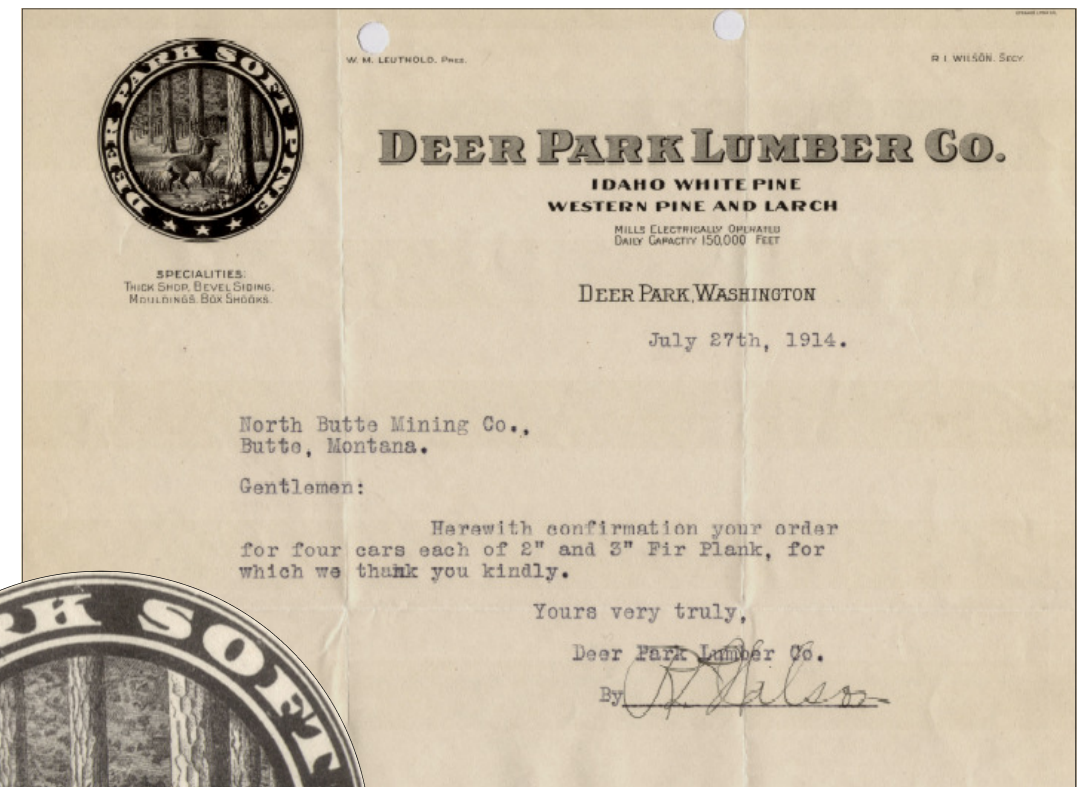 W. M. LEUTHOLD, PRES.
R. I. WILSON, SECY.
DEER PARK SOFT PINE
DEER PARK LUMBER CO.
IDAHO WHITE PINE
WESTERN PINE AND LARCH
MILLS ELECTRICALLY OPERATED
DAILY CAPACITY 150,000 FEET
SPECIALITIES:
THICK SHOP, BEVEL SIDING,
MOULDINGS, BOX SHOOKS.
DEER PARK, WASHINGTON
July 27th, 1914.
North Butte Mining Co.,
Butte, Montana.
Gentlemen:
Herewith confirmation your order
for four cars each of 2" and 3" Fir Plank, for
which we thank you kindly.
Yours very truly,
Deer Park Lumber Co.
By R. I. Wilson
RK SOFT